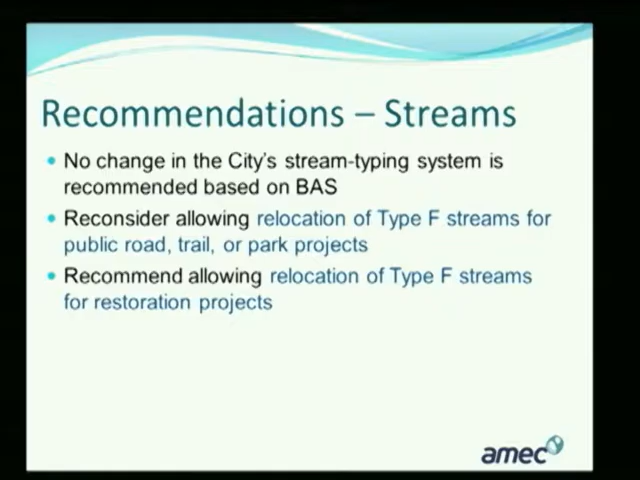 Recommendations – Streams
• No change in the City's stream-typing system is
recommended based on BAS
• Reconsider allowing relocation of Type F streams for
public road, trail, or park projects
• Recommend allowing relocation of Type F streams
for restoration projects
amec